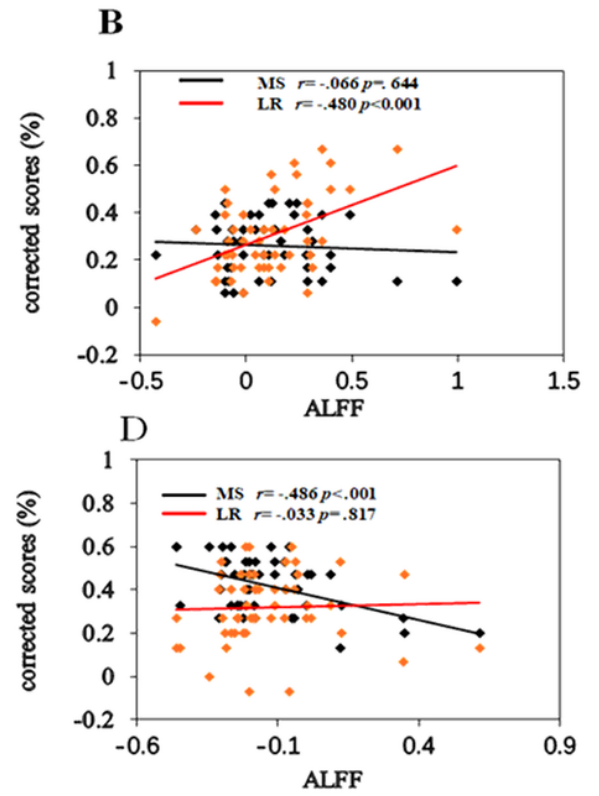 B
1
MS r= -.066 p=. 644
LR r= -.480 p<0.001
0.8
0.6
0.4
0.2
0
-0.2
corrected scores (%)
-0.5 0 0.5 1 1.5
ALFF
D
1
MS r= -.486 p<.001
LR r= -.033 p=.817
0.8
0.6
0.4
0.2
0
-0.2
corrected scores (%)
-0.6 -0.1 0.4 0.9
ALFF